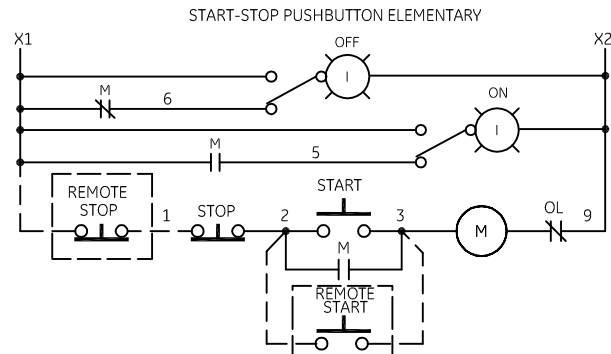 START-STOP PUSHBUTTON ELEMENTARY
X1
OFF
X2
I
M
6
ON
I
M
5
REMOTE
STOP
1
STOP
2
START
3
M
OL
9
M
REMOTE
START